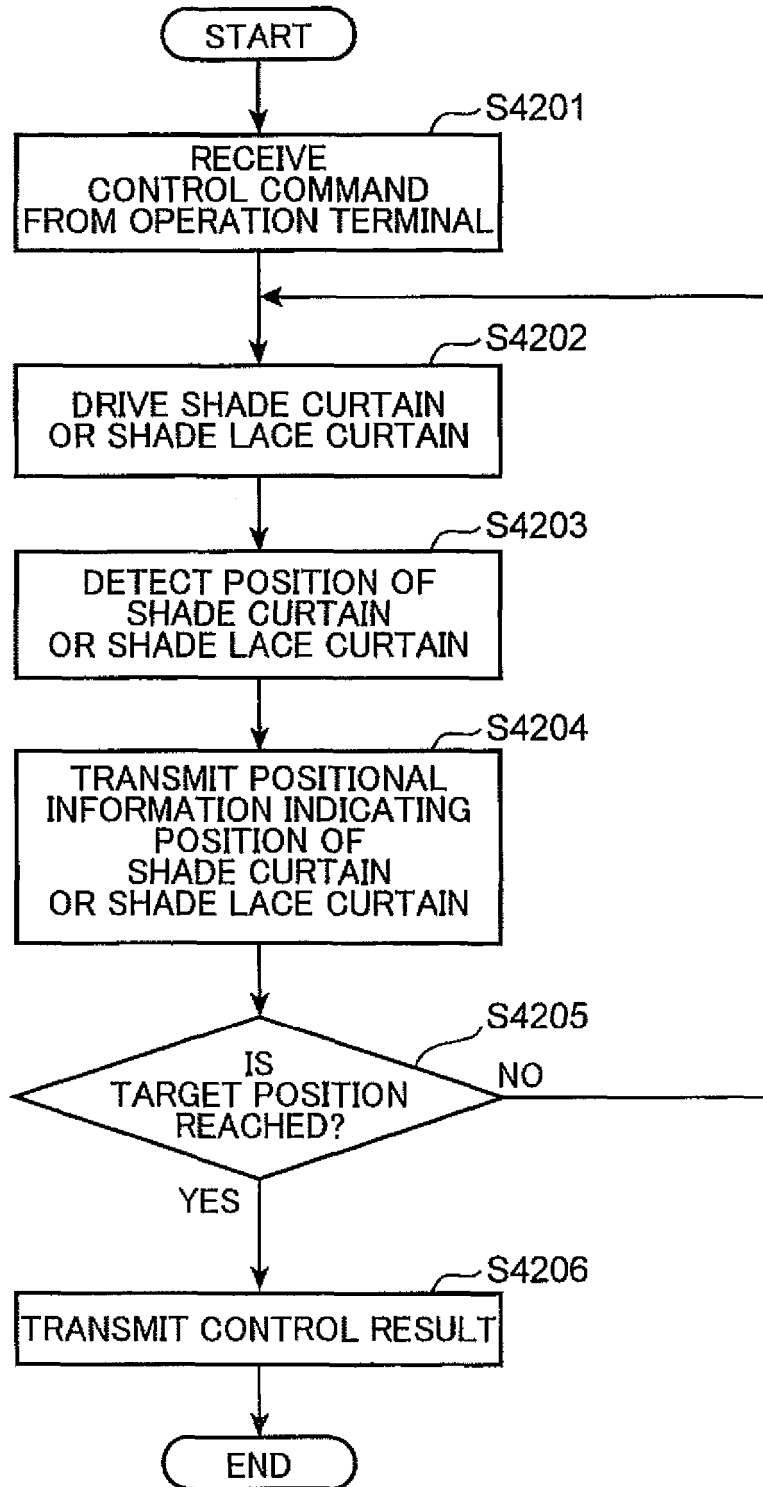 START
S4201
RECEIVE
CONTROL COMMAND
FROM OPERATION TERMINAL
S4202
DRIVE SHADE CURTAIN
OR SHADE LACE CURTAIN
S4203
DETECT POSITION OF
SHADE CURTAIN
OR SHADE LACE CURTAIN
S4204
TRANSMIT POSITIONAL
INFORMATION INDICATING
POSITION OF
SHADE CURTAIN
OR SHADE LACE CURTAIN
S4205
IS
TARGET POSITION
REACHED?
NO
YES
S4206
TRANSMIT CONTROL RESULT
END